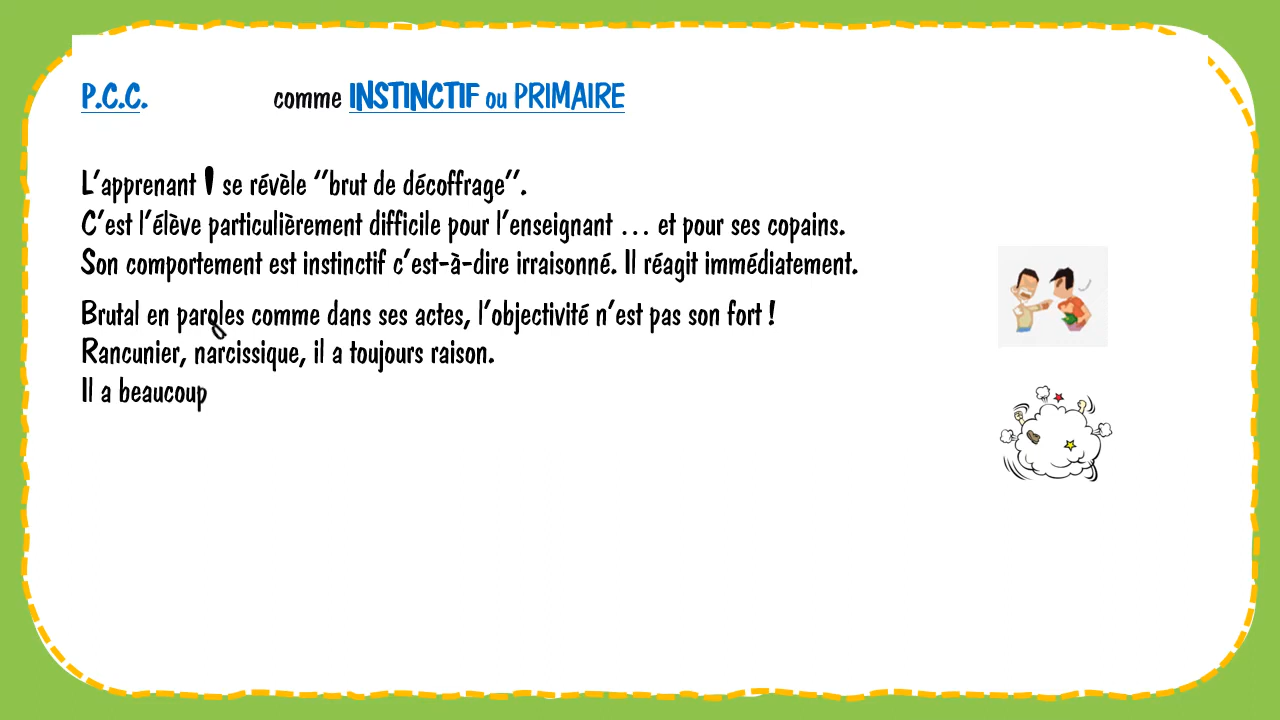 P.C.C. comme INSTINCTIF ou PRIMAIRE
L'apprenant I se révèle "brut de décoffrage".
C'est l'élève particulièrement difficile pour l'enseignant … et pour ses copains.
Son comportement est instinctif c'est-à-dire irraisonné. Il réagit immédiatement.
Brutal en paroles comme dans ses actes, l'objectivité n'est pas son fort !
Rancunier, narcissique, il a toujours raison.
Il a beaucoup